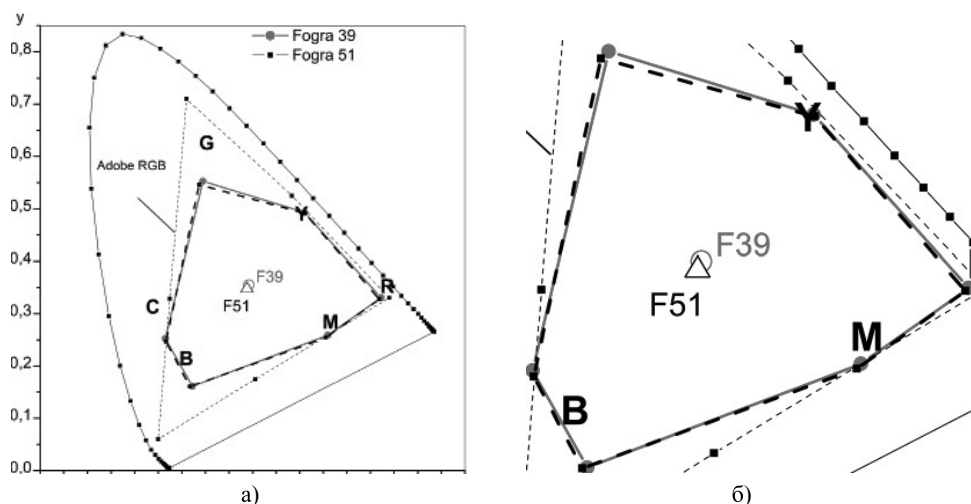 y
Fogra 39
Fogra 51
0,8
0,7
0,6
0,5
0,4
0,3
0,2
0,1
0,0
Adobe RGB
G
Y
F39
F51
R
C
M
B
а)
Y
F39
F51
M
B
б)